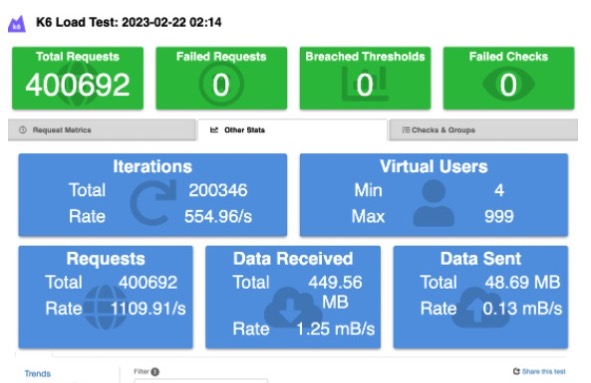 K6 Load Test: 2023-02-22 02:14
Total Requests
400692
Failed Requests
0
Breached Thresholds
0
Failed Checks
0
Request Metrics
Other Stats
Checks & Groups
Iterations
Total 200346
Rate 554.96/s
Virtual Users
Min 4
Max 999
Requests
Total 400692
Rate 1109.91/s
Data Received
Total 449.56
MB
Rate 1.25 mB/s
Data Sent
Total 48.69 MB
Rate 0.13 mB/s
Trends
Filter
Share this test